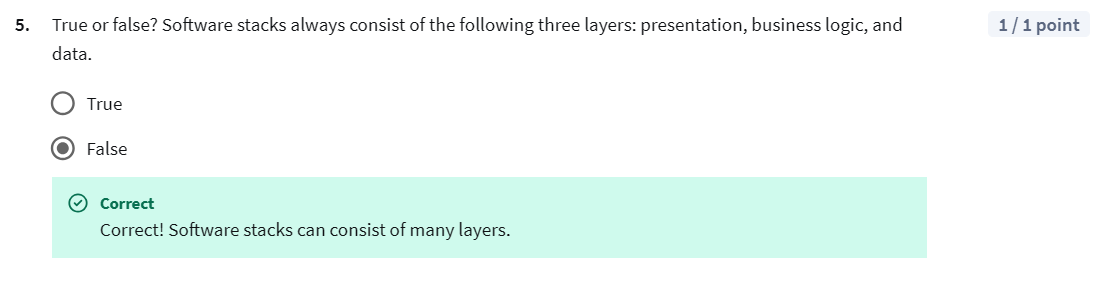 5. True or false? Software stacks always consist of the following three layers: presentation, business logic, and 1 / 1 point
data.
True
False
Correct
Correct! Software stacks can consist of many layers.